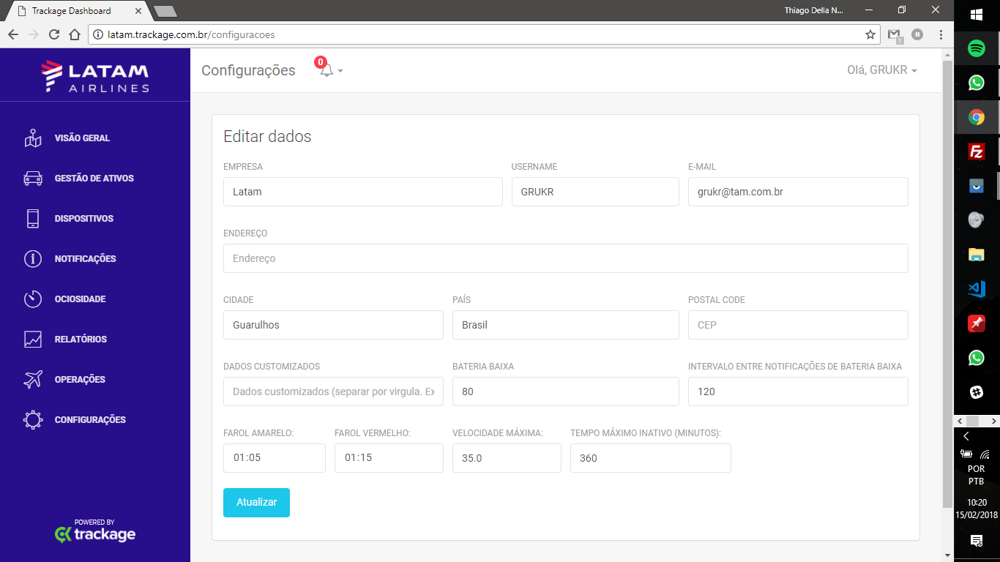 Trackage Dashboard
Thiago Della N...
latam.trackage.com.br/configuracoes
LATAM
AIRLINES
Configurações
0
Olá, GRUKR
VISÃO GERAL
GESTÃO DE ATIVOS
DISPOSITIVOS
NOTIFICAÇÕES
OCIOSIDADE
RELATÓRIOS
OPERAÇÕES
CONFIGURAÇÕES
POWERED BY
trackage
Editar dados
EMPRESA USERNAME E-MAIL
Latam GRUKR grukr@tam.com.br
ENDEREÇO
Endereço
CIDADE PAÍS POSTAL CODE
Guarulhos Brasil CEP
DADOS CUSTOMIZADOS BATERIA BAIXA INTERVALO ENTRE NOTIFICAÇÕES DE BATERIA BAIXA
Dados customizados (separar por virgula. Ex 80 120
FAROL AMARELO: FAROL VERMELHO: VELOCIDADE MÁXIMA: TEMPO MÁXIMO INATIVO (MINUTOS):
01:05 01:15 35.0 360
Atualizar
POR
PTB
10:20
15/02/2018